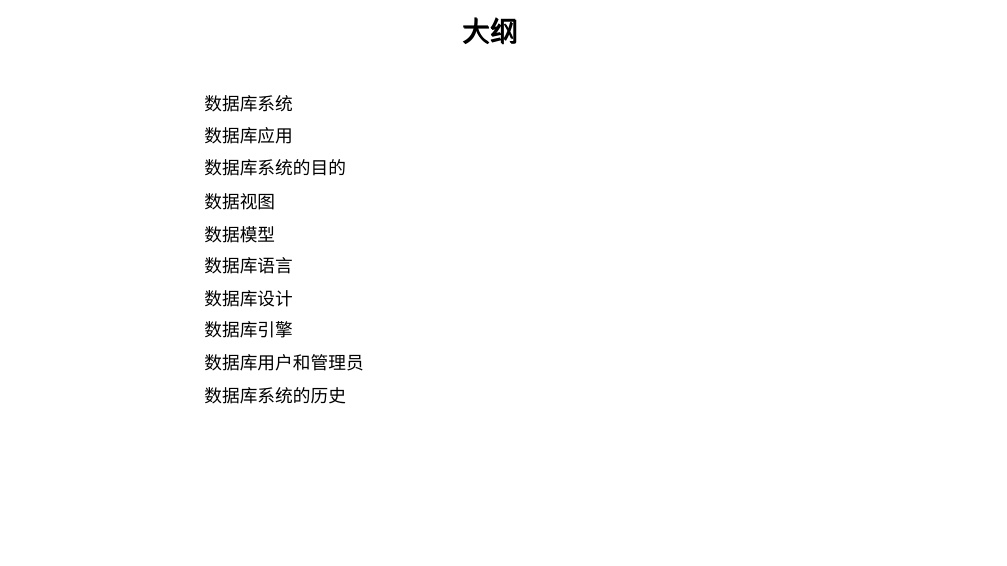 大纲
数据库系统
数据库应用
数据库系统的目的
数据视图
数据模型
数据库语言
数据库设计
数据库引擎
数据库用户和管理员
数据库系统的历史